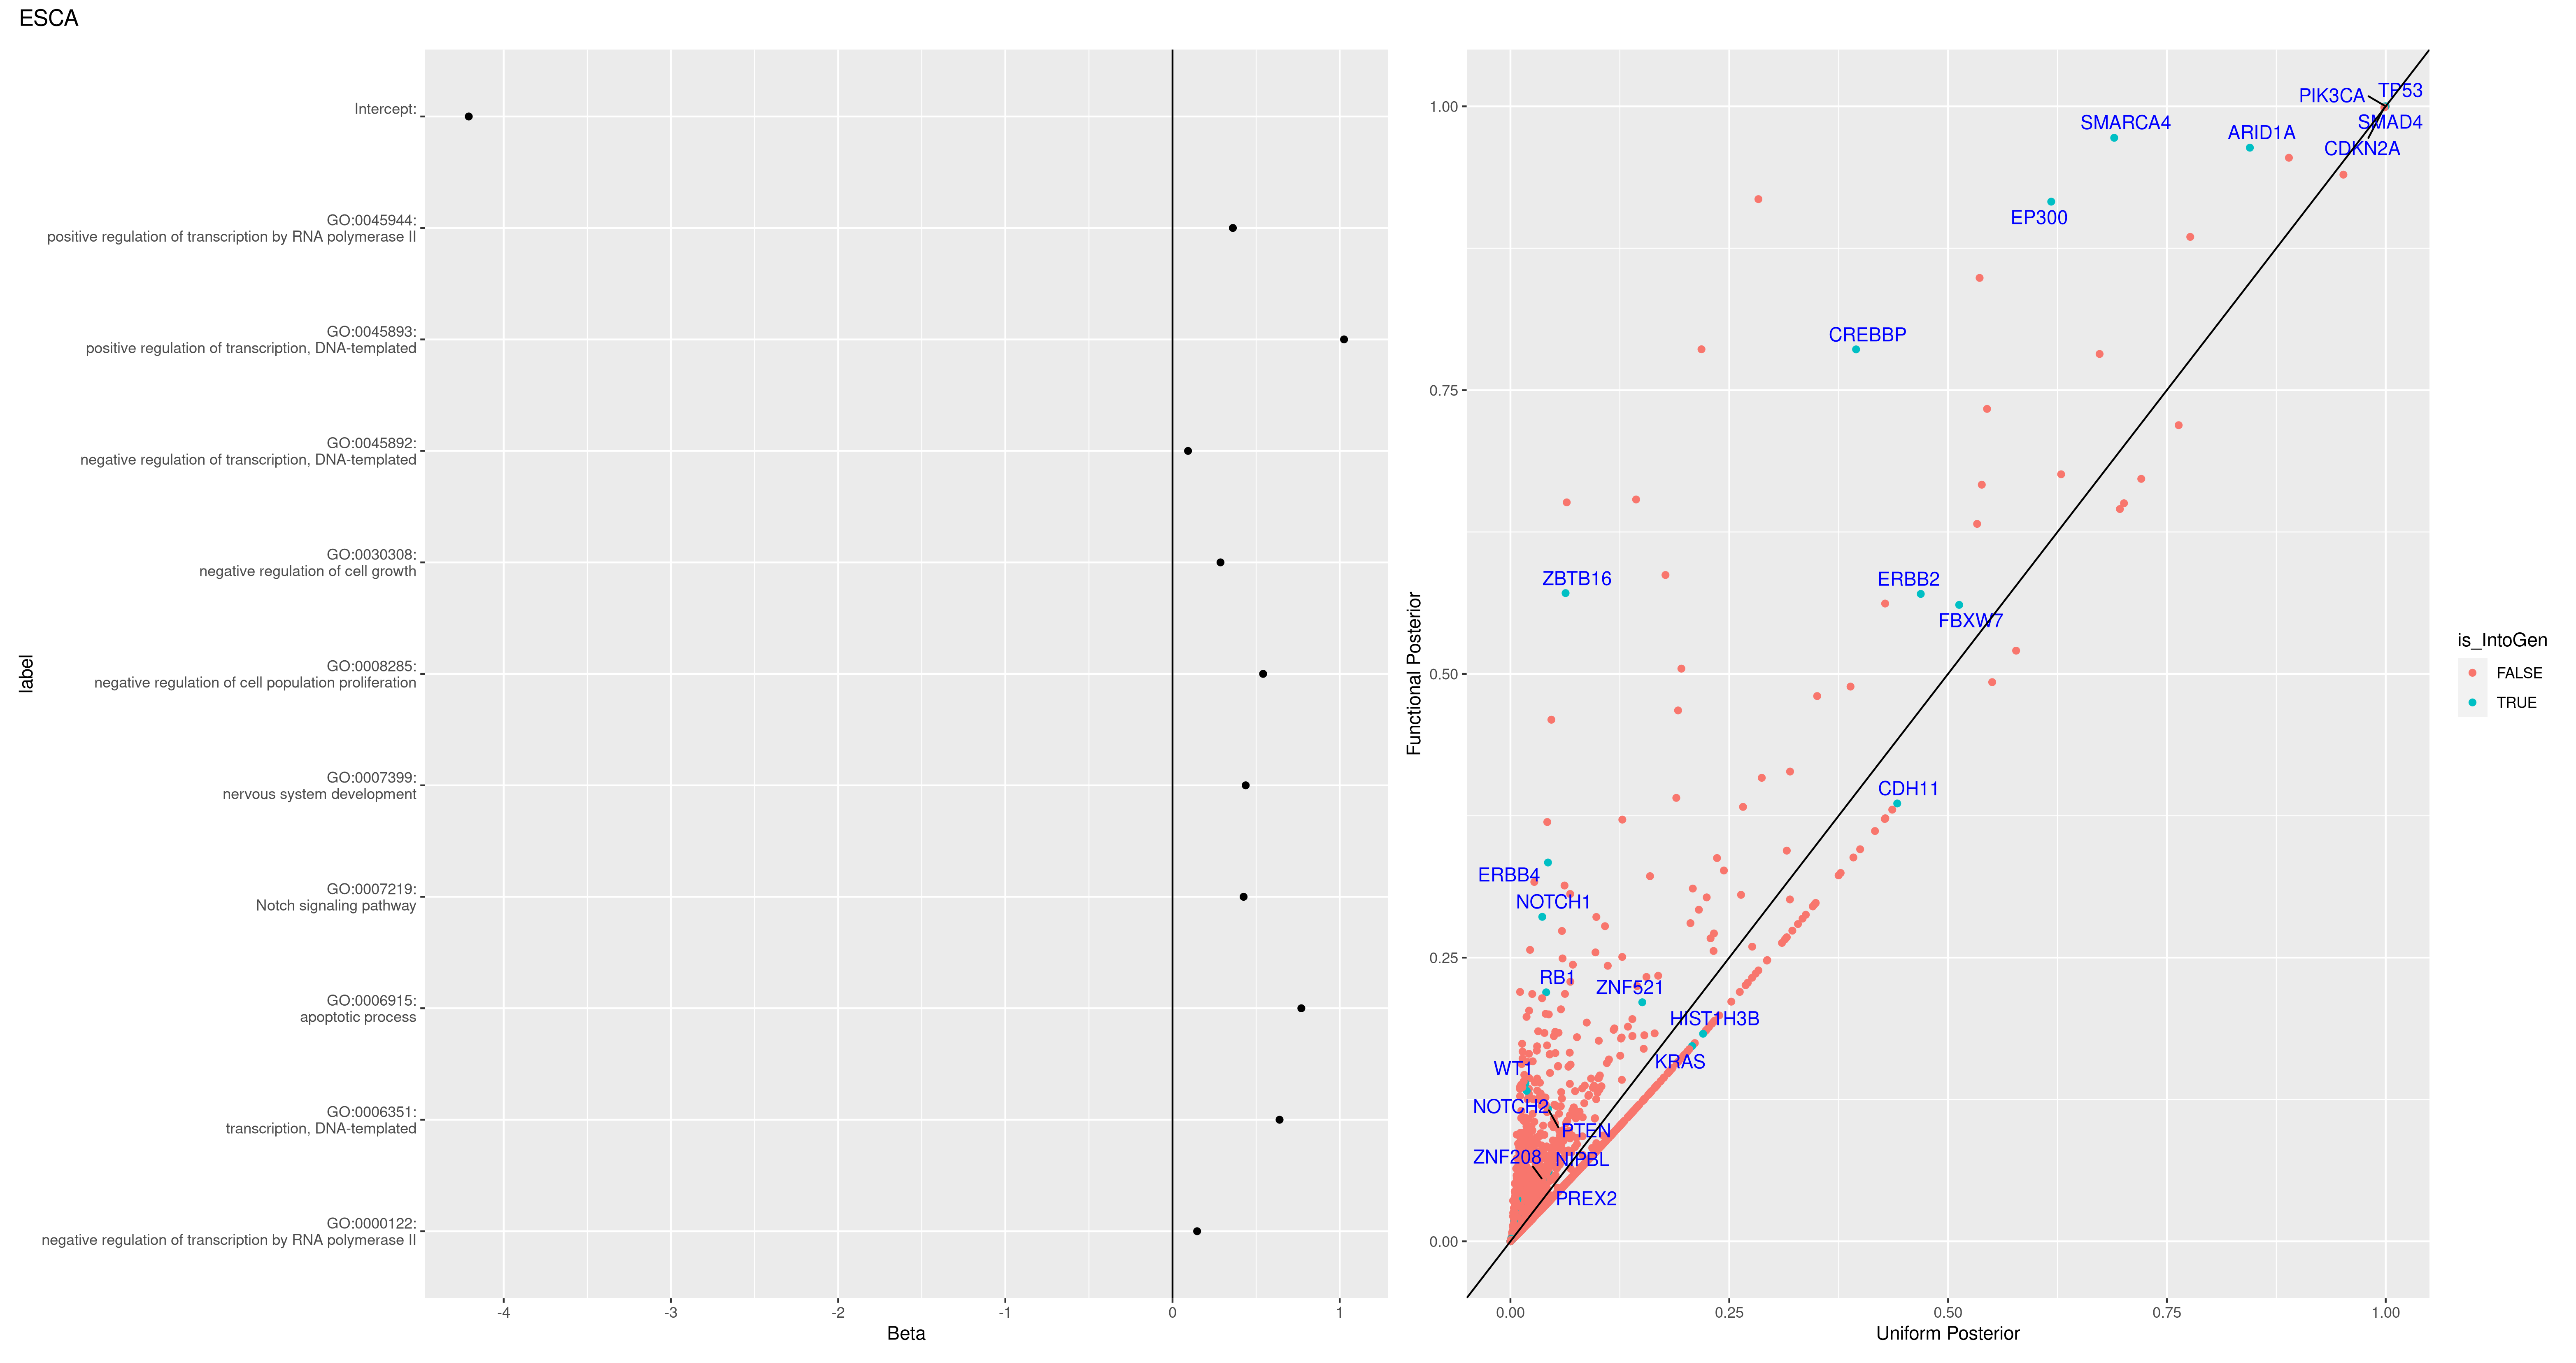 ESCA
label
Intercept:
GO:0045944:
positive regulation of transcription by RNA polymerase II
GO:0045893:
positive regulation of transcription, DNA-templated
GO:0045892:
negative regulation of transcription, DNA-templated
GO:0030308:
negative regulation of cell growth
GO:0008285:
negative regulation of cell population proliferation
GO:0007399:
nervous system development
GO:0007219:
Notch signaling pathway
GO:0006915:
apoptotic process
GO:0006351:
transcription, DNA-templated
GO:0000122:
negative regulation of transcription by RNA polymerase II
-4 -3 -2 -1 0 1
Beta
Functional Posterior
1.00
0.75
0.50
0.25
0.00
TP53
PIK3CA
SMAD4
SMARCA4
ARID1A
CDKN2A
EP300
CREBBP
ZBTB16
ERBB2
FBXW7
CDH11
ERBB4
NOTCH1
RB1
ZNF521
HIST1H3B
KRAS
WT1
NOTCH2
PTEN
ZNF208
NIPBL
PREX2
0.00 0.25 0.50 0.75 1.00
Uniform Posterior
is_IntoGen
FALSE
TRUE